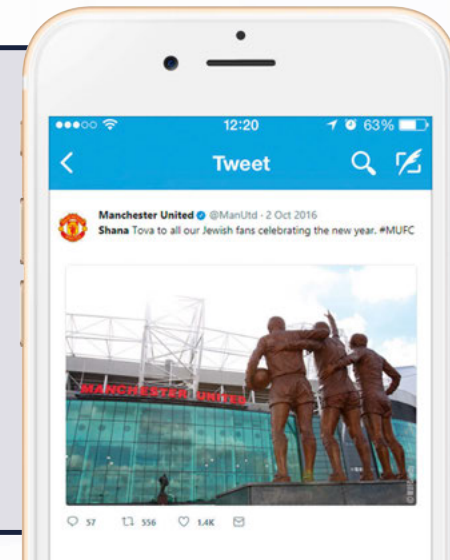 12:20
63%
Tweet
Manchester United @ManUtd · 2 Oct 2016
Shana Tova to all our Jewish fans celebrating the new year. #MUFC
MANCHESTER UNITED
57 556 1.4K